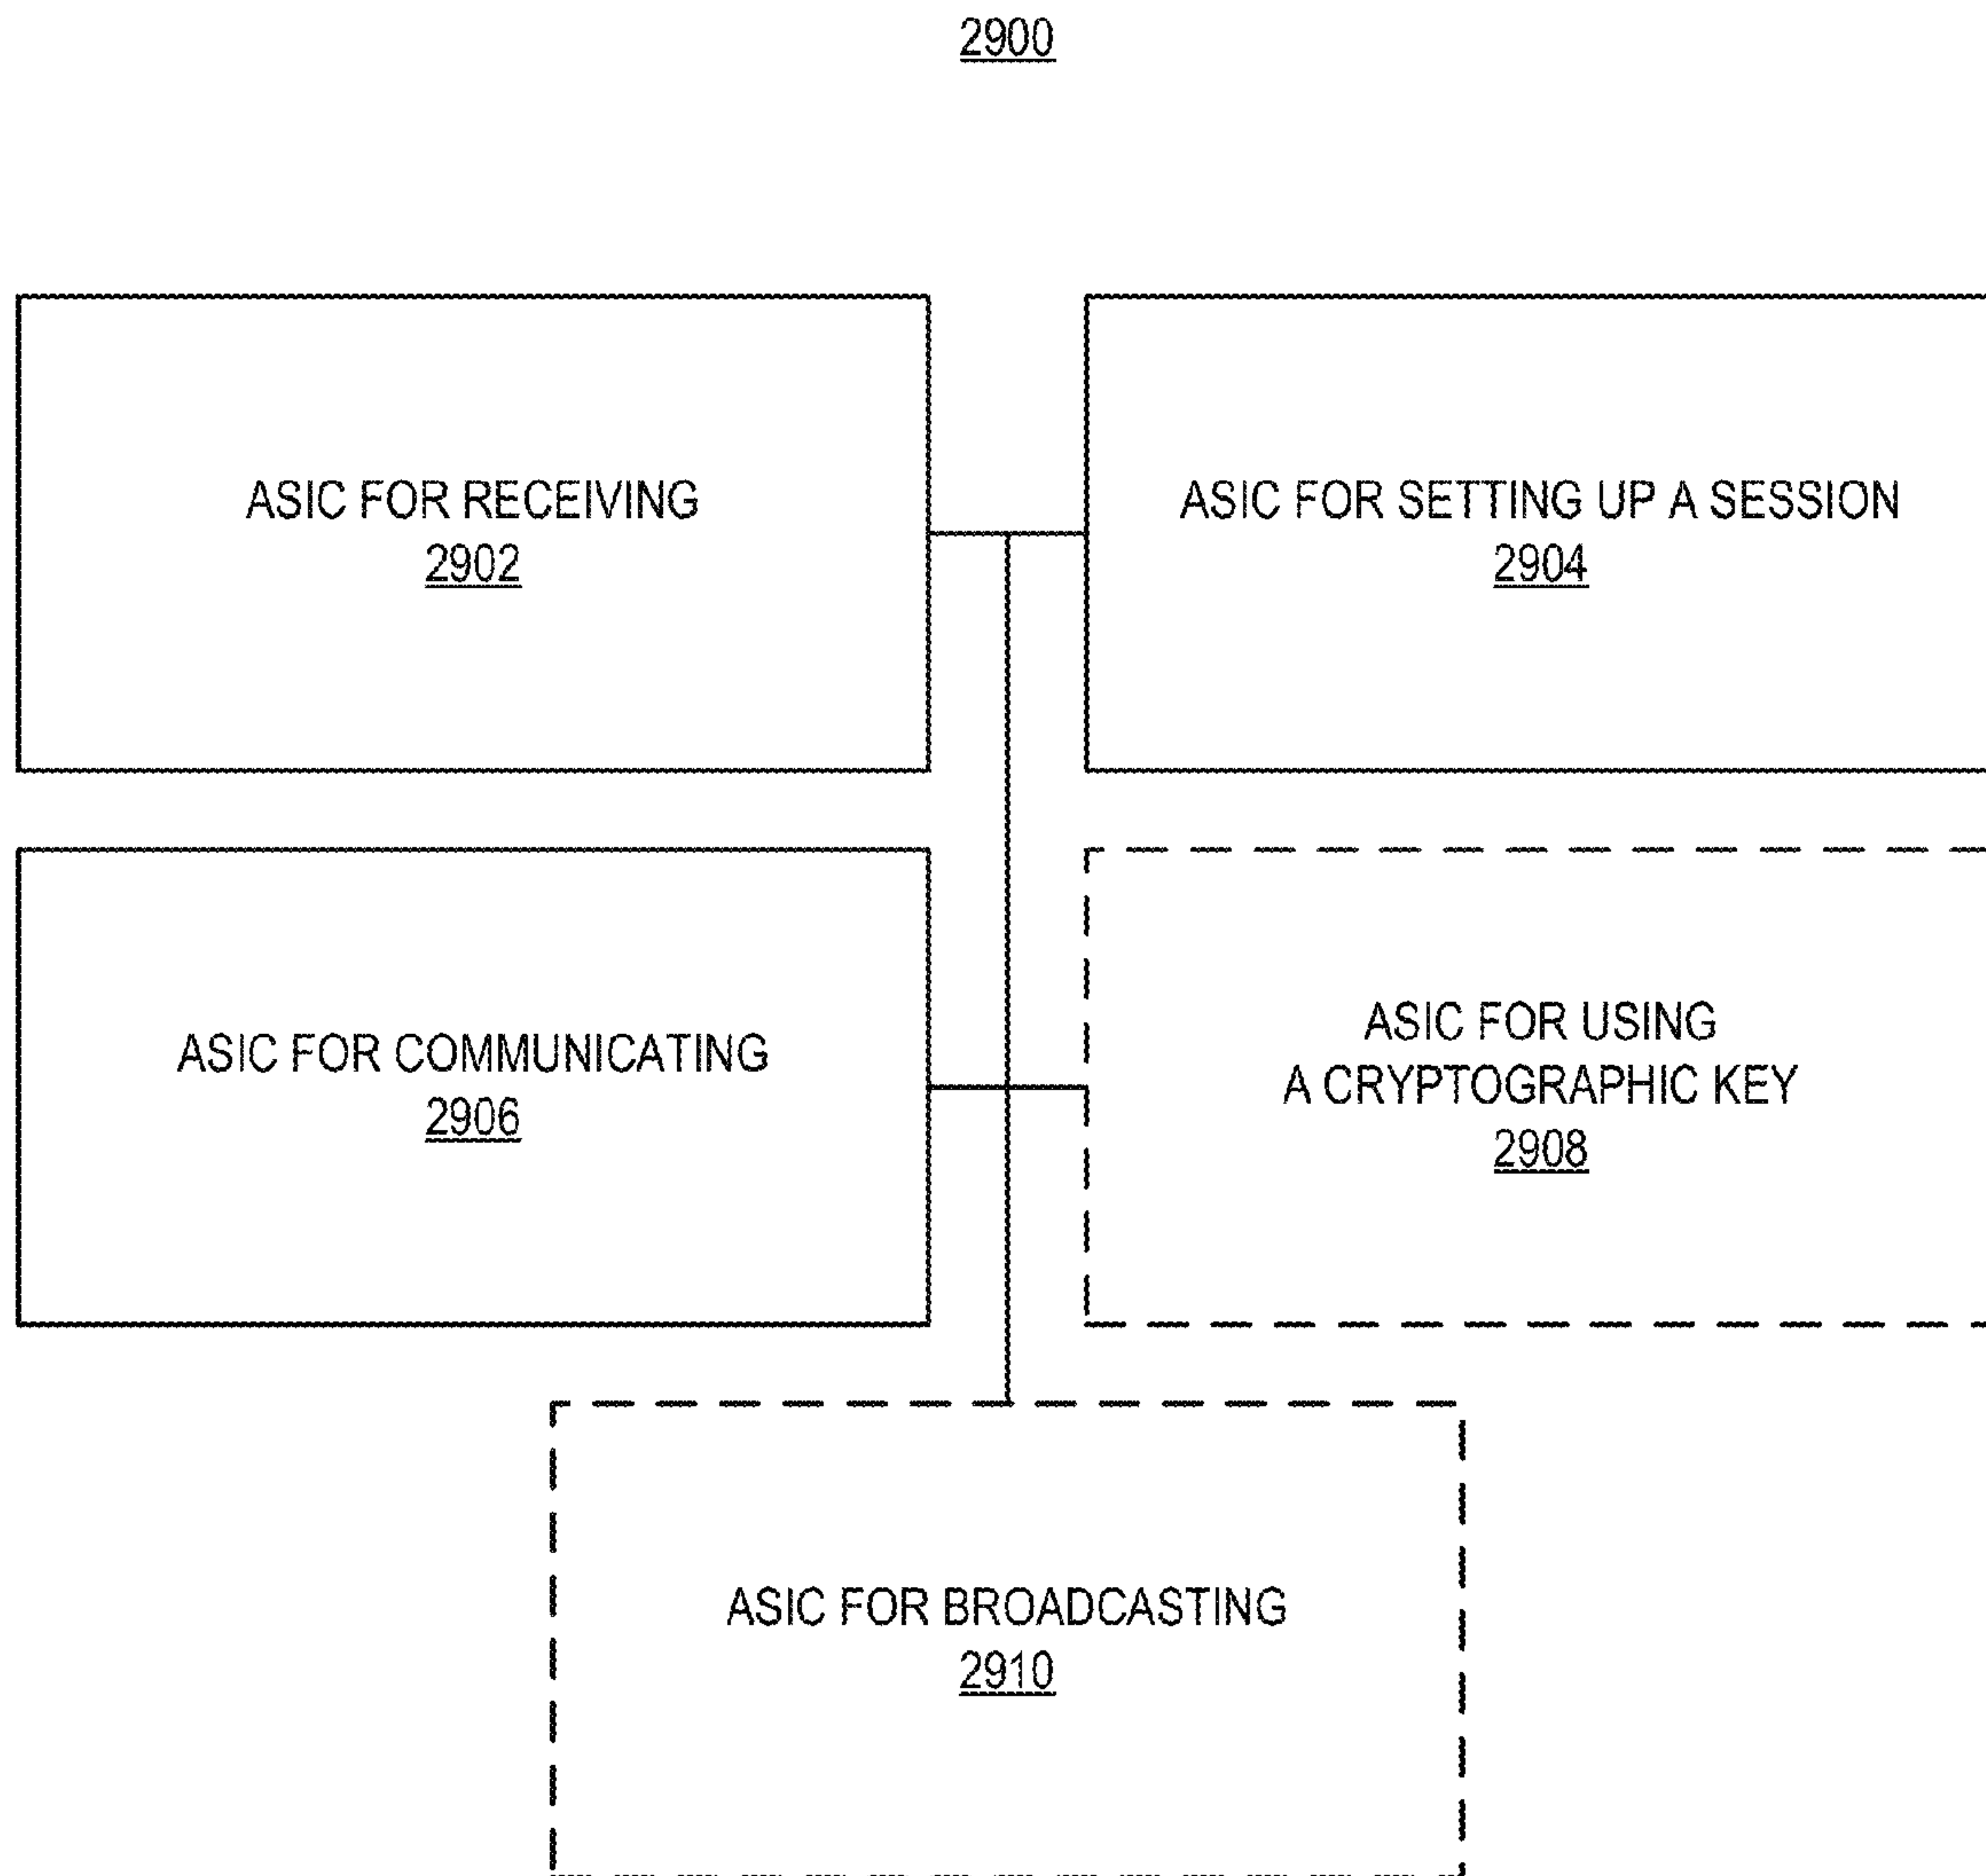 2900
ASIC FOR RECEIVING
2902
ASIC FOR SETTING UP A SESSION
2904
ASIC FOR COMMUNICATING
2906
ASIC FOR USING
A CRYPTOGRAPHIC KEY
2908
ASIC FOR BROADCASTING
2910